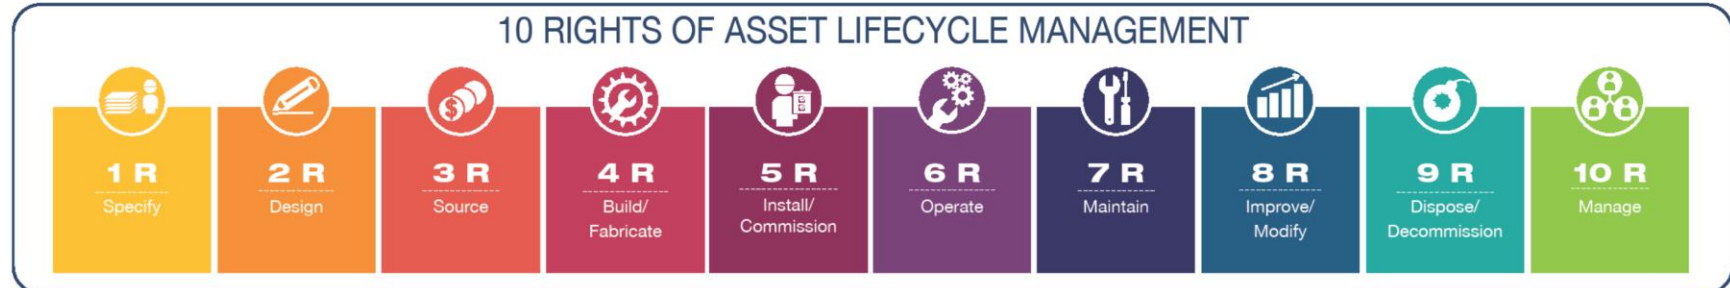 10 RIGHTS OF ASSET LIFECYCLE MANAGEMENT
$
1 R
Specify
2 R
Design
3 R
Source
4 R
Build/
Fabricate
5 R
Install/
Commission
6 R
Operate
7 R
Maintain
8 R
Improve/
Modify
9 R
Dispose/
Decommission
10 R
Manage